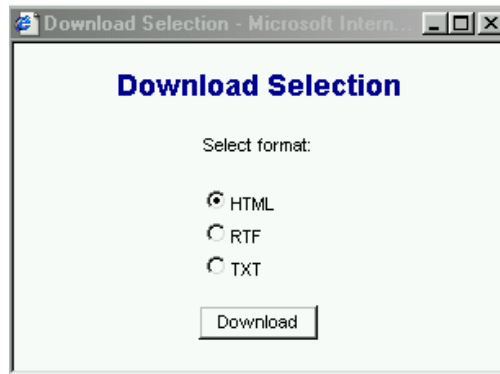 Download Selection - Microsoft Intern...
Download Selection
Select format:
HTML
RTF
TXT
Download